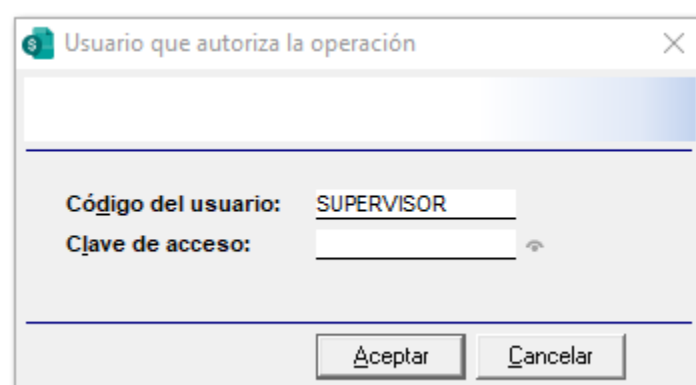 Usuario que autoriza la operación
Código del usuario: SUPERVISOR
Clave de acceso:
Aceptar Cancelar